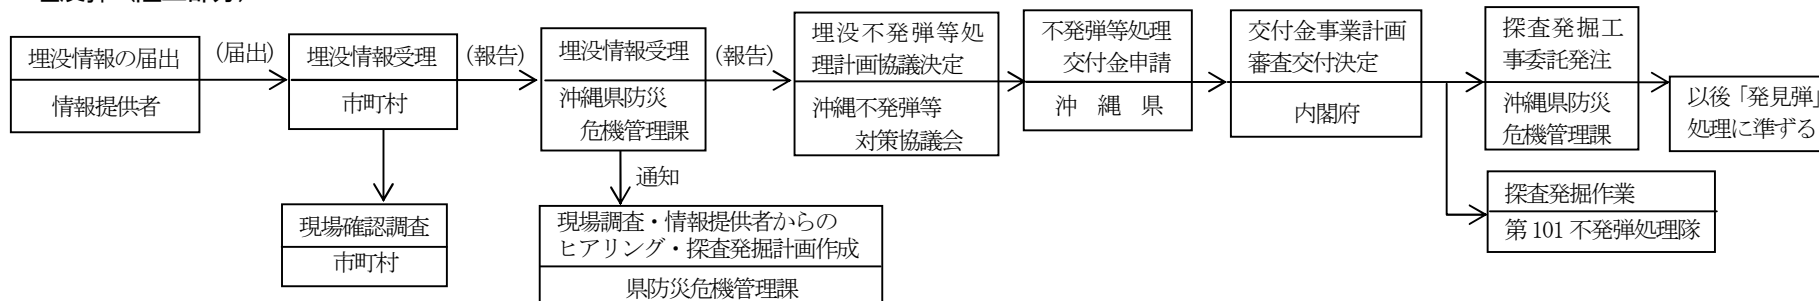 埋没情報の届出
情報提供者
(届出)
埋没情報受理
市町村
(報告)
埋没情報受理
沖縄県防災
危機管理課
(報告)
埋没不発弾等処
理計画協議決定
沖縄不発弾等
対策協議会
不発弾等処理
交付金申請
沖 縄 県
交付金事業計画
審査交付決定
内閣府
探査発掘工
事委託発注
沖縄県防災
危機管理課
以後「発見弾」
処理に準ずる
通知
現場確認調査
市町村
現場調査・情報提供者からの
ヒアリング・探査発掘計画作成
県防災危機管理課
探査発掘作業
第101不発弾処理隊